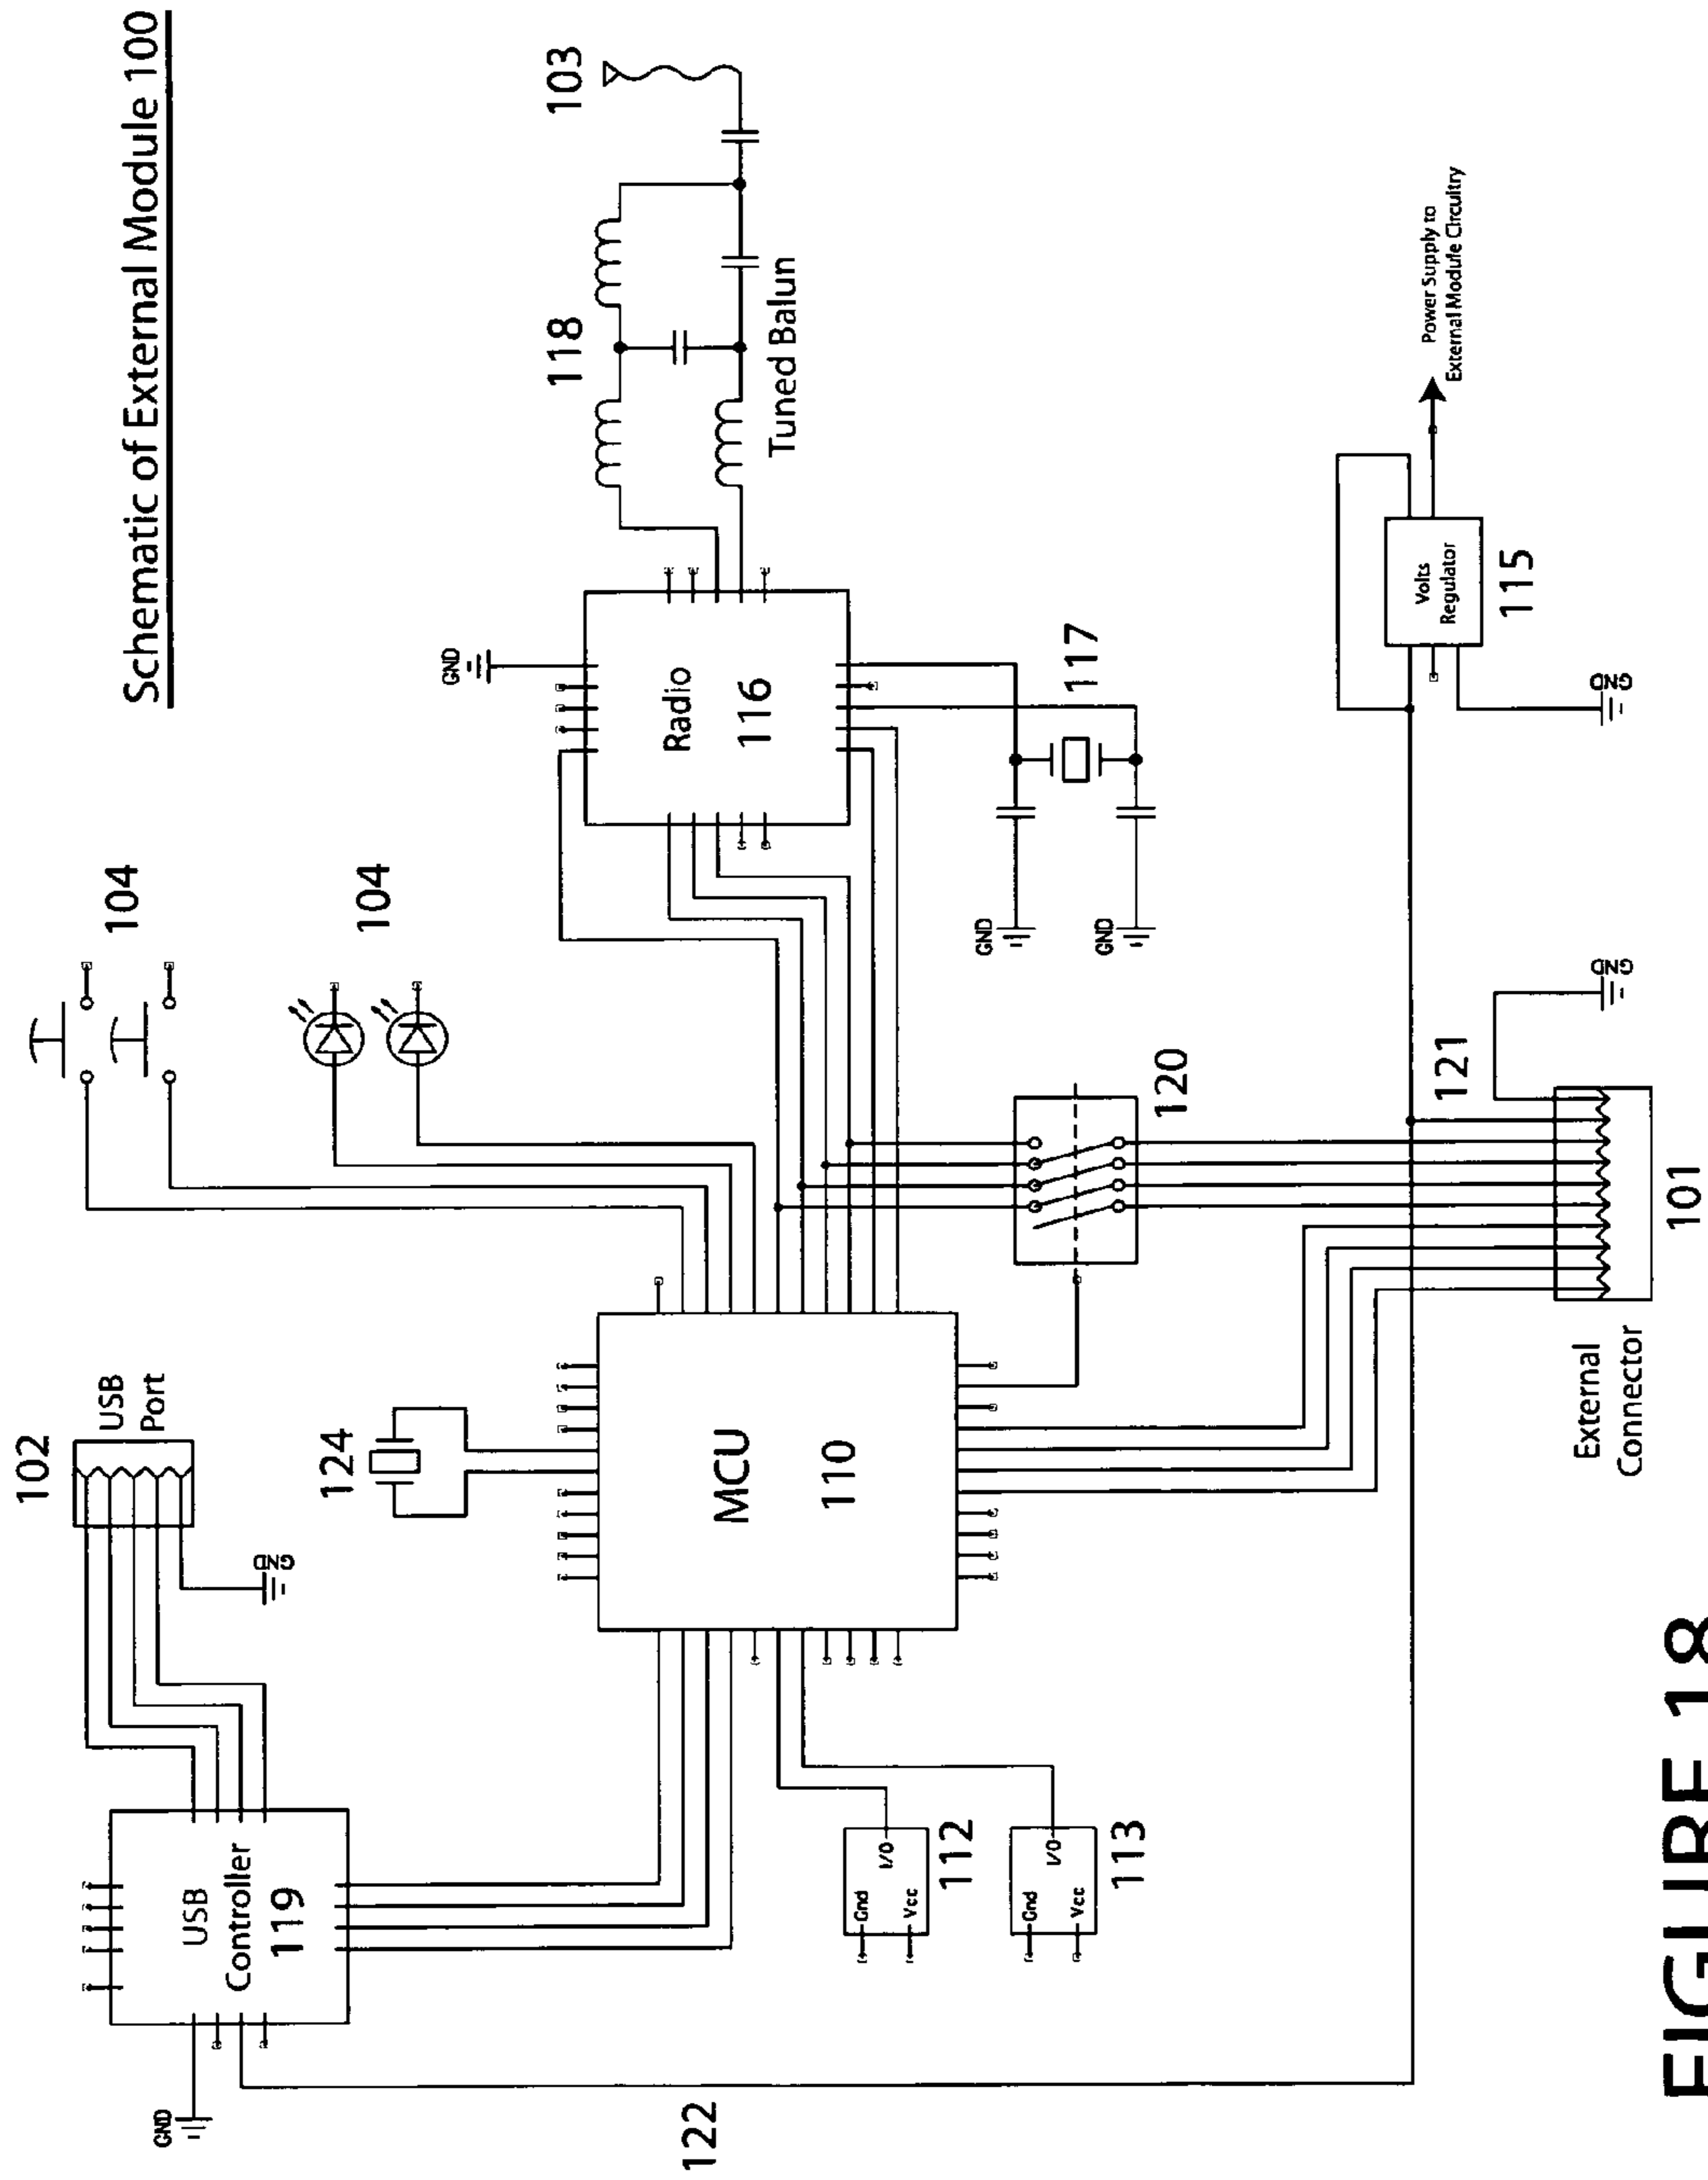 Schematic of External Module 100
102
USB
Port
104
104
124
103
118
Tuned Balun
GND
USB
Controller
119
GND
GND
MCU
110
Radio
116
117
GND
GND
Gnd
I/O
Vcc
112
Gnd
I/O
Vcc
113
120
122
121
GND
Volts
Regulator
115
GND
Power Supply to
External Module Circuitry
External
Connector
101
FIGURE 18